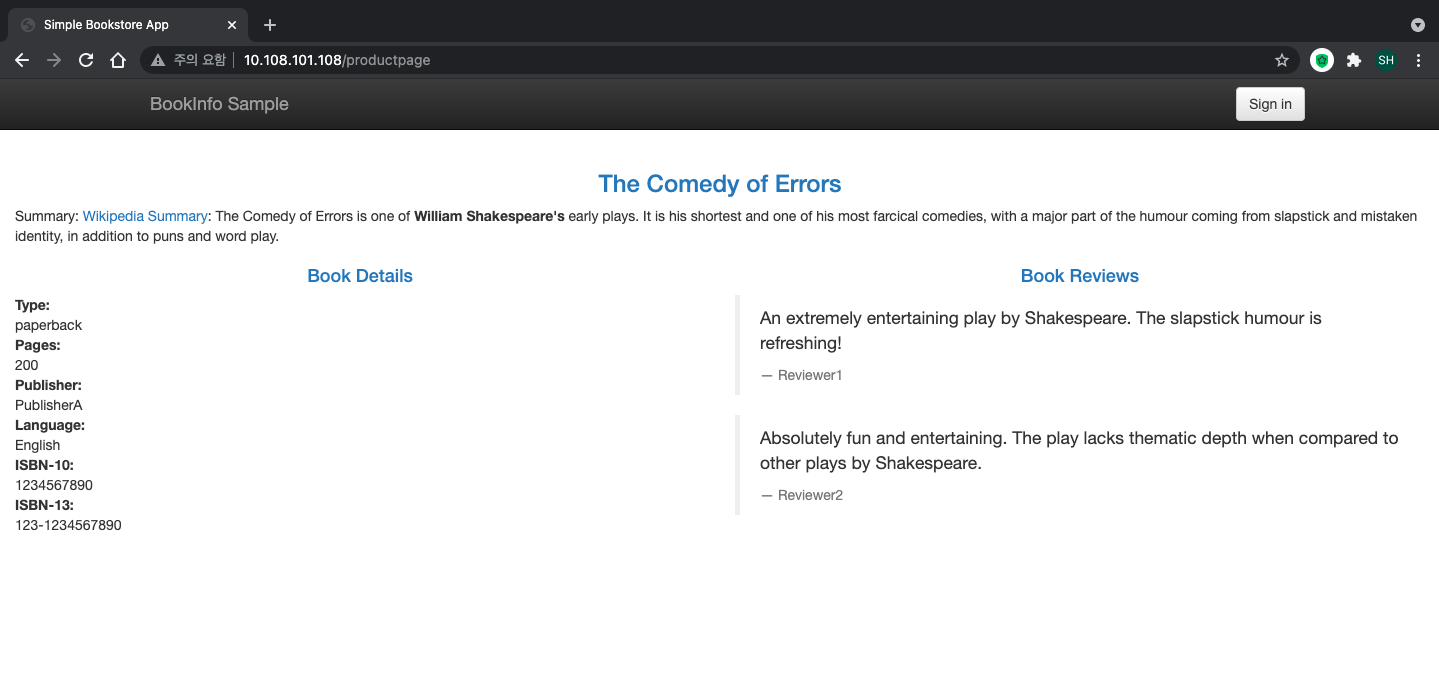 Simple Bookstore App
주의 요함 10.108.101.108/productpage
SH
BookInfo Sample
Sign in
The Comedy of Errors
Summary: Wikipedia Summary: The Comedy of Errors is one of William Shakespeare's early plays. It is his shortest and one of his most farcical comedies, with a major part of the humour coming from slapstick and mistaken
identity, in addition to puns and word play.
Book Details
Type:
paperback
Pages:
200
Publisher:
PublisherA
Language:
English
ISBN-10:
1234567890
ISBN-13:
123-1234567890
Book Reviews
An extremely entertaining play by Shakespeare. The slapstick humour is
refreshing!
— Reviewer1
Absolutely fun and entertaining. The play lacks thematic depth when compared to
other plays by Shakespeare.
— Reviewer2